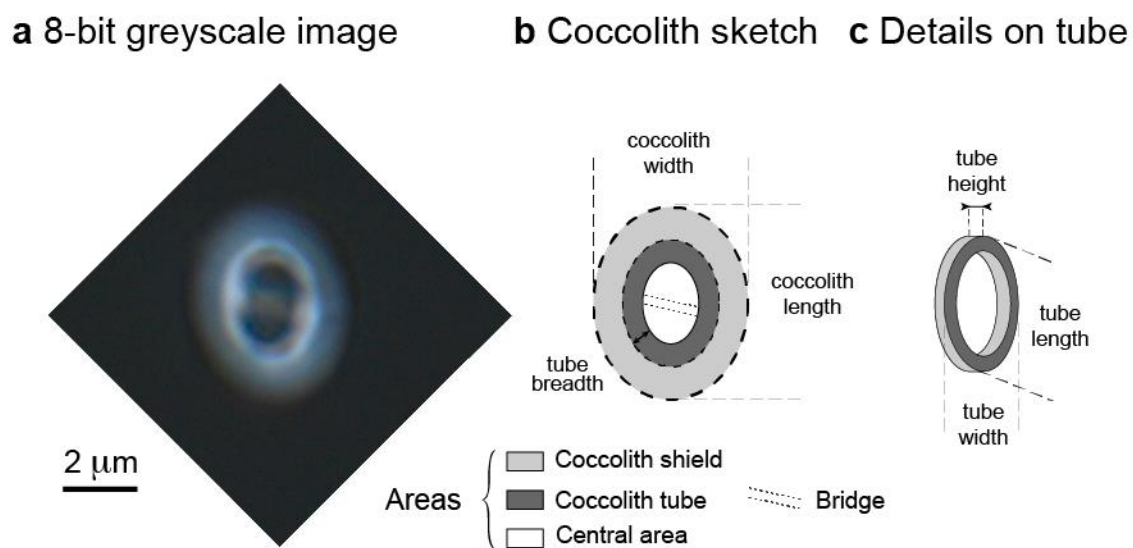 a 8-bit greyscale image
b Coccolith sketch
c Details on tube
coccolith
width
coccolith
length
tube
breadth
tube
height
tube
length
tube
width
2 μm
Areas
Coccolith shield
Coccolith tube
Central area
Bridge